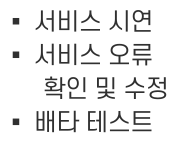 ▪ 서비스 시연
▪ 서비스 오류
확인 및 수정
▪ 배타 테스트